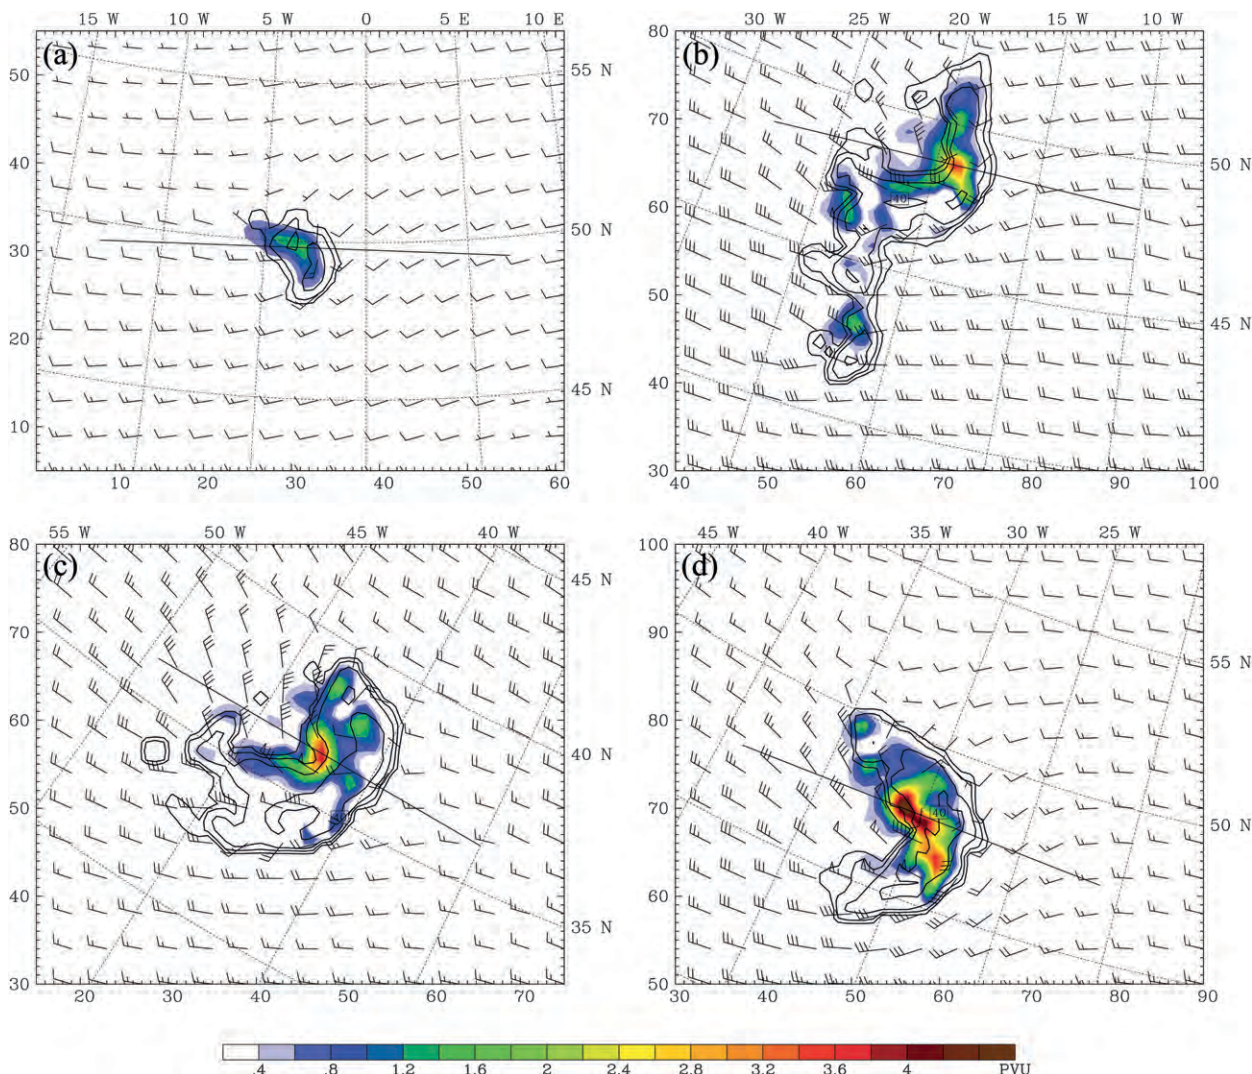 15 W 10 W 5 W 0 5 E 10 E
(a)
50
40
30
20
10
55 N
50 N
45 N
10 20 30 40 50 60
30 W 25 W 20 W 15 W 10 W
(b)
80
70
60
50
40
30
50 N
45 N
40
40 50 60 70 80 90 100
55 W 50 W 45 W 40 W
(c)
80
70
60
50
40
30
45 N
40 N
35 N
20 30 40 50 60 70
45 W 40 W 35 W 30 W 25 W
(d)
100
90
80
70
60
50
55 N
50 N
40
30 40 50 60 70 80 90
.4 .8 1.2 1.6 2 2.4 2.8 3.2 3.6 4 PVU